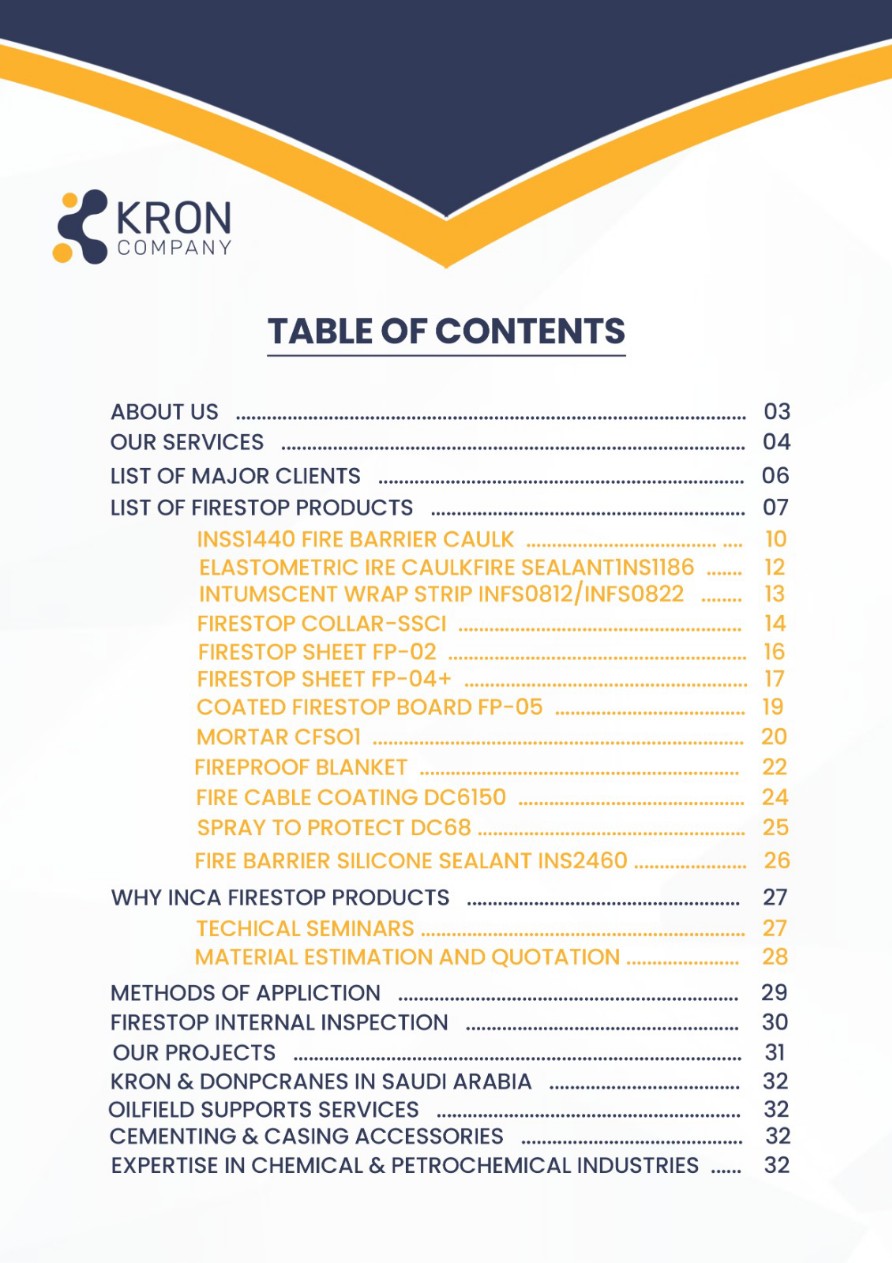 KRON
COMPANY
TABLE OF CONTENTS
ABOUT US ........................................ 03
OUR SERVICES ........................................ 04
LIST OF MAJOR CLIENTS ........................................ 06
LIST OF FIRESTOP PRODUCTS ........................................ 07
INSS1440 FIRE BARRIER CAULK ........................................ .... 10
ELASTOMETRIC IRE CAULKFIRE SEALANT1NS1186 ....... 12
INTUMSCENT WRAP STRIP INFS0812/INFS0822 ........ 13
FIRESTOP COLLAR-SSCI ........................................ 14
FIRESTOP SHEET FP-02 ........................................ 16
FIRESTOP SHEET FP-04+ ........................................ 17
COATED FIRESTOP BOARD FP-05 ........................................ 19
MORTAR CFSO1 ........................................ 20
FIREPROOF BLANKET ........................................ 22
FIRE CABLE COATING DC6150 ........................................ 24
SPRAY TO PROTECT DC68 ........................................ 25
FIRE BARRIER SILICONE SEALANT INS2460 ...................... 26
WHY INCA FIRESTOP PRODUCTS ........................................ 27
TECHICAL SEMINARS ........................................ 27
MATERIAL ESTIMATION AND QUOTATION ...................... 28
METHODS OF APPLICTION ........................................ 29
FIRESTOP INTERNAL INSPECTION ........................................ 30
OUR PROJECTS ........................................ 31
KRON & DONPCRANES IN SAUDI ARABIA ........................................ 32
OILFIELD SUPPORTS SERVICES ........................................ 32
CEMENTING & CASING ACCESSORIES ........................................ 32
EXPERTISE IN CHEMICAL & PETROCHEMICAL INDUSTRIES ...... 32